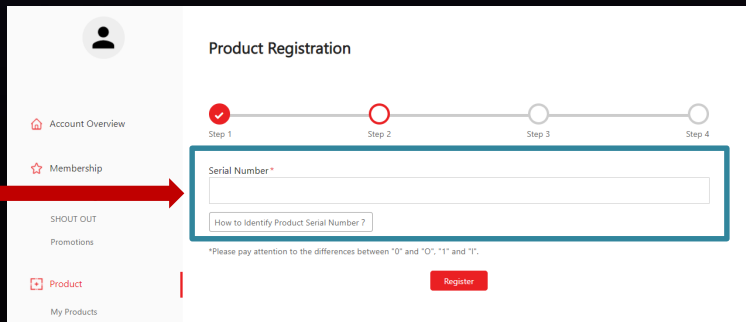 Product Registration
Account Overview
Step 1
Step 2
Step 3
Step 4
Membership
Serial Number*
SHOUT OUT
How to Identify Product Serial Number ?
Promotions
*Please pay attention to the differences between "0" and "O", "1" and "I".
Product
Register
My Products